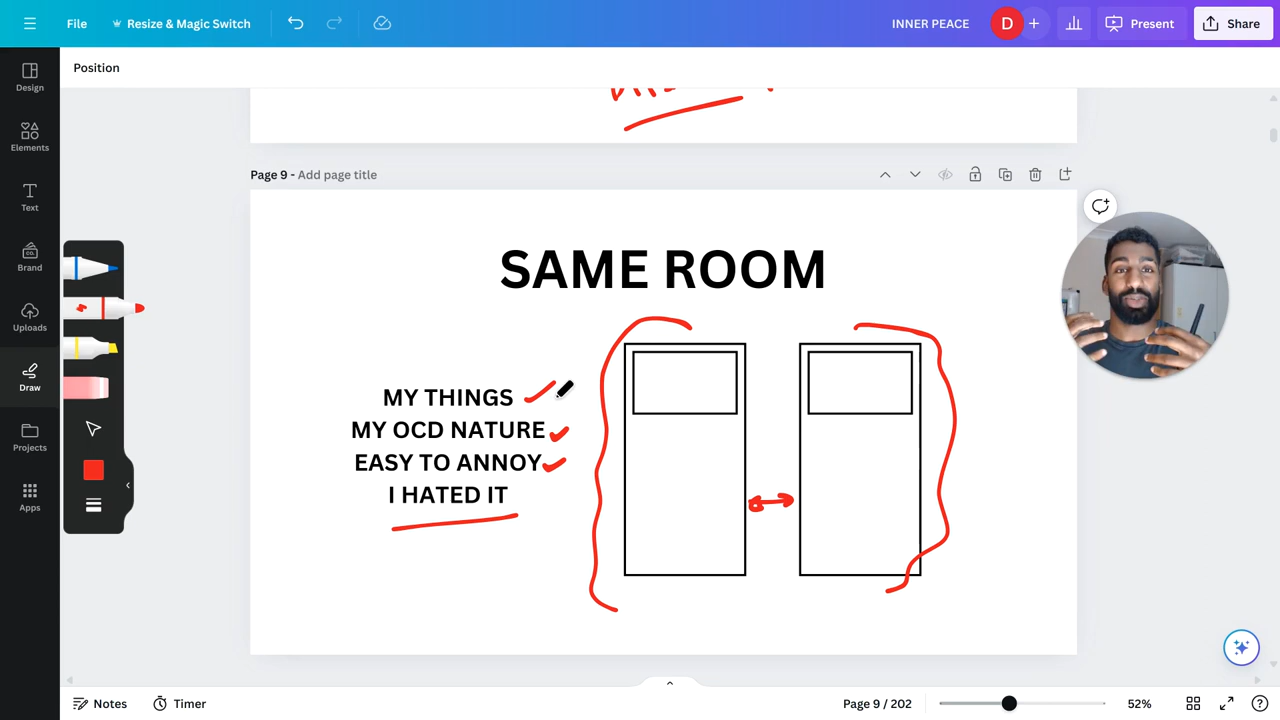 File
Resize & Magic Switch
INNER PEACE
D
Present
Share
Position
Design
Elements
Text
Brand
Uploads
Draw
Projects
Apps
Page 9 - Add page title
SAME ROOM
MY THINGS
MY OCD NATURE
EASY TO ANNOY
I HATED IT
Notes
Timer
Page 9 / 202
52%